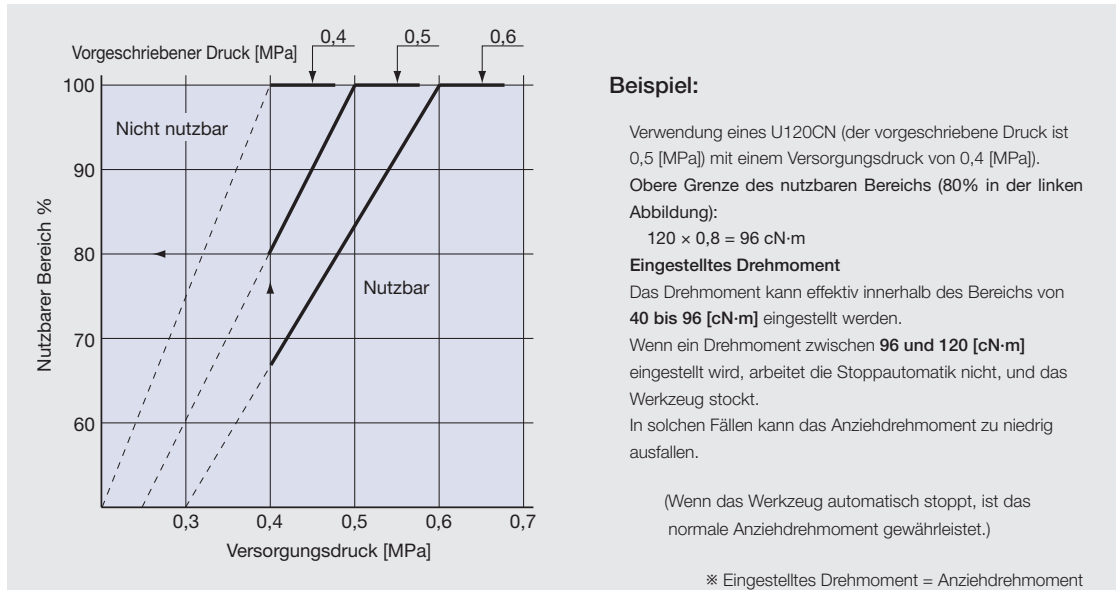 Vorgeschriebener Druck [MPa]
0,4
0,5
0,6
100
90
80
70
60
Nicht nutzbar
Nutzbar
Nutzbarer Bereich %
0,3
0,4
0,5
0,6
0,7
Versorgungsdruck [MPa]
Beispiel:
Verwendung eines U120CN (der vorgeschriebene Druck ist
0,5 [MPa]) mit einem Versorgungsdruck von 0,4 [MPa]).
Obere Grenze des nutzbaren Bereichs (80% in der linken
Abbildung):
120 × 0,8 = 96 cN·m
Eingestelltes Drehmoment
Das Drehmoment kann effektiv innerhalb des Bereichs von
40 bis 96 [cN·m] eingestellt werden.
Wenn ein Drehmoment zwischen 96 und 120 [cN·m]
eingestellt wird, arbeitet die Stoppautomatik nicht, und das
Werkzeug stockt.
In solchen Fällen kann das Anziehdrehmoment zu niedrig
ausfallen.
(Wenn das Werkzeug automatisch stoppt, ist das
normale Anziehdrehmoment gewährleistet.)
※ Eingestelltes Drehmoment = Anziehdrehmoment